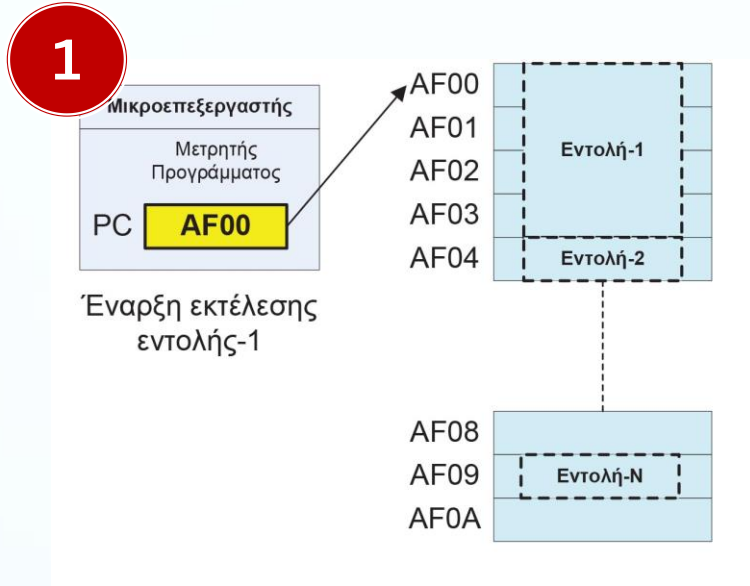 1
Μικροεπεξεργαστής
Μετρητής
Προγράμματος
PC AF00
Έναρξη εκτέλεσης
εντολής-1
AF00
AF01
Εντολή-1
AF02
AF03
AF04 Εντολή-2
AF08
AF09 Εντολή-Ν
AF0A